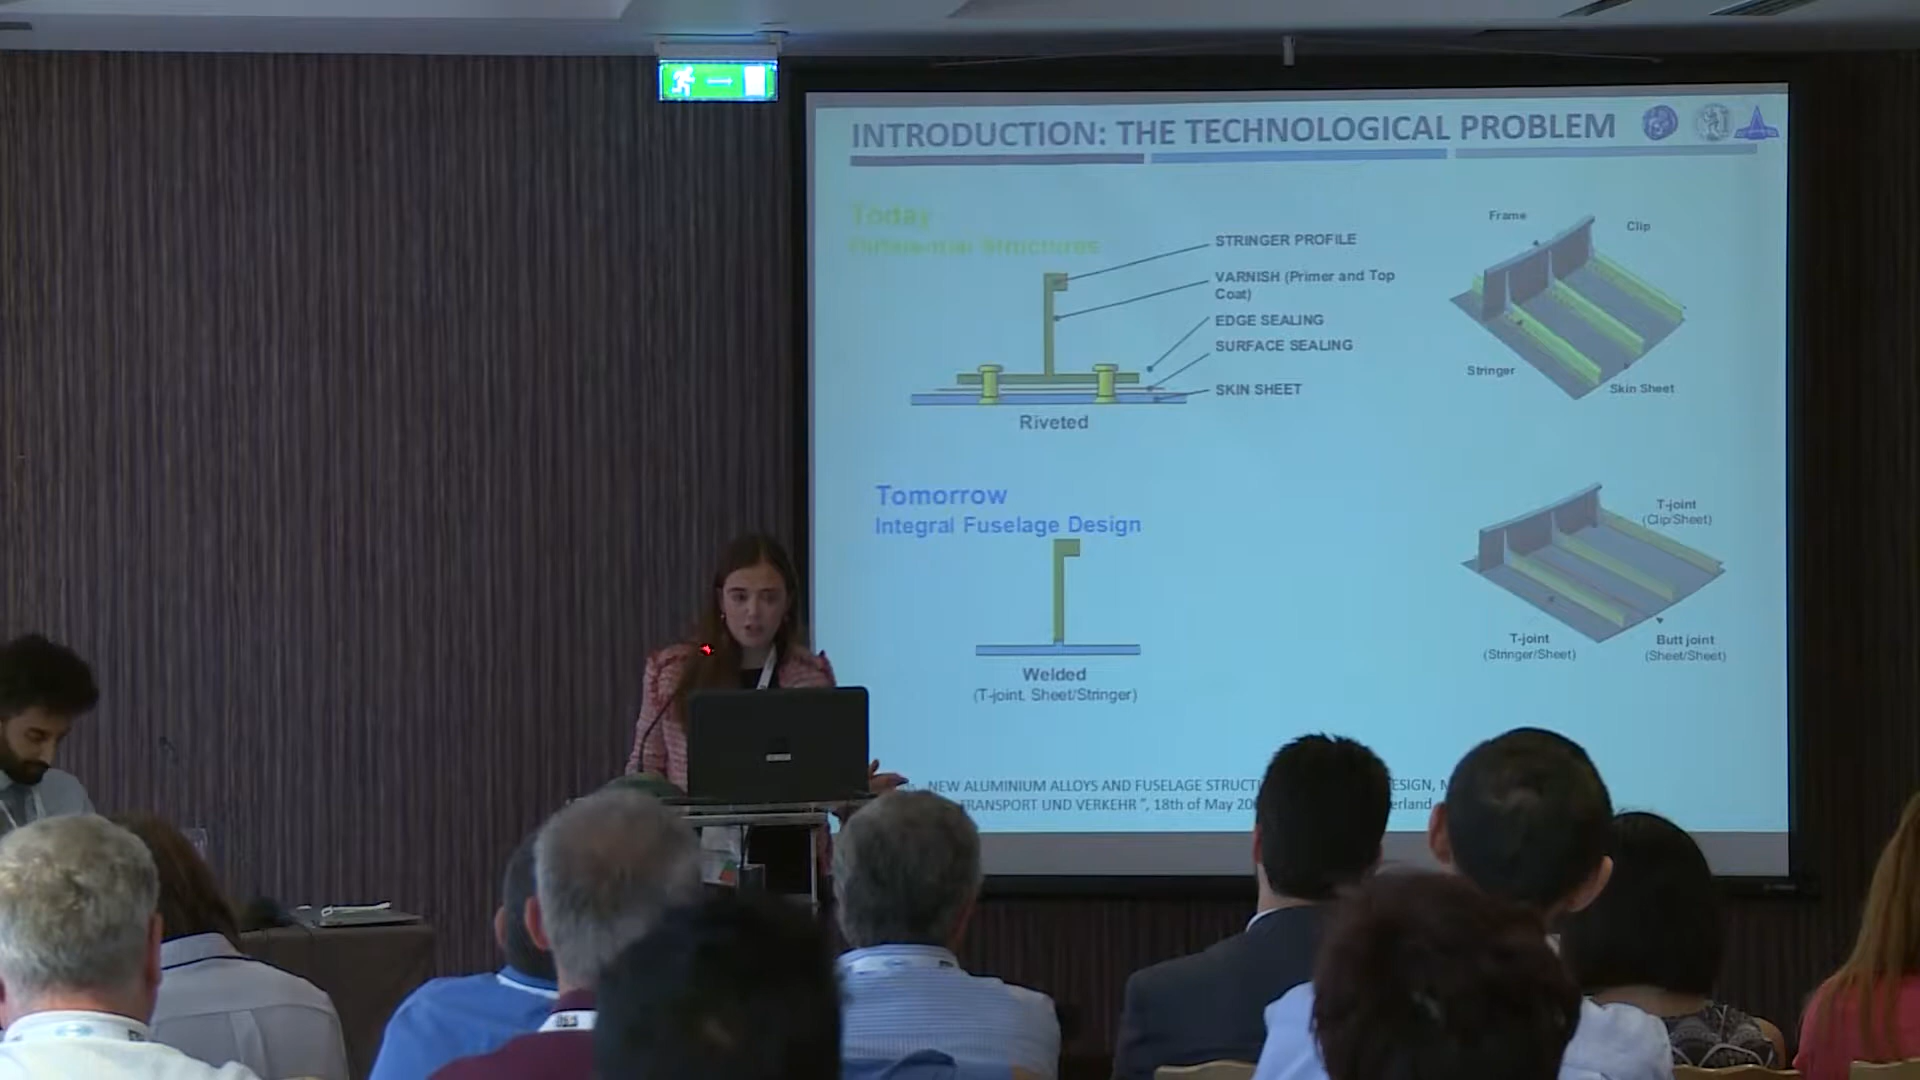 INTRODUCTION: THE TECHNOLOGICAL PROBLEM
Today
Differential Structures
STRINGER PROFILE
VARNISH (Primer and Top
Coat)
EDGE SEALING
SURFACE SEALING
SKIN SHEET
Riveted
Frame
Clip
Stringer
Skin Sheet
Tomorrow
Integral Fuselage Design
Welded
(T-joint, Sheet/Stringer)
T-joint
(Clip/Sheet)
T-joint
(Stringer/Sheet)
Butt joint
(Sheet/Sheet)
NEW ALUMINIUM ALLOYS AND FUSELAGE
TRANSPORT UND VERKEHR ", 18th of May